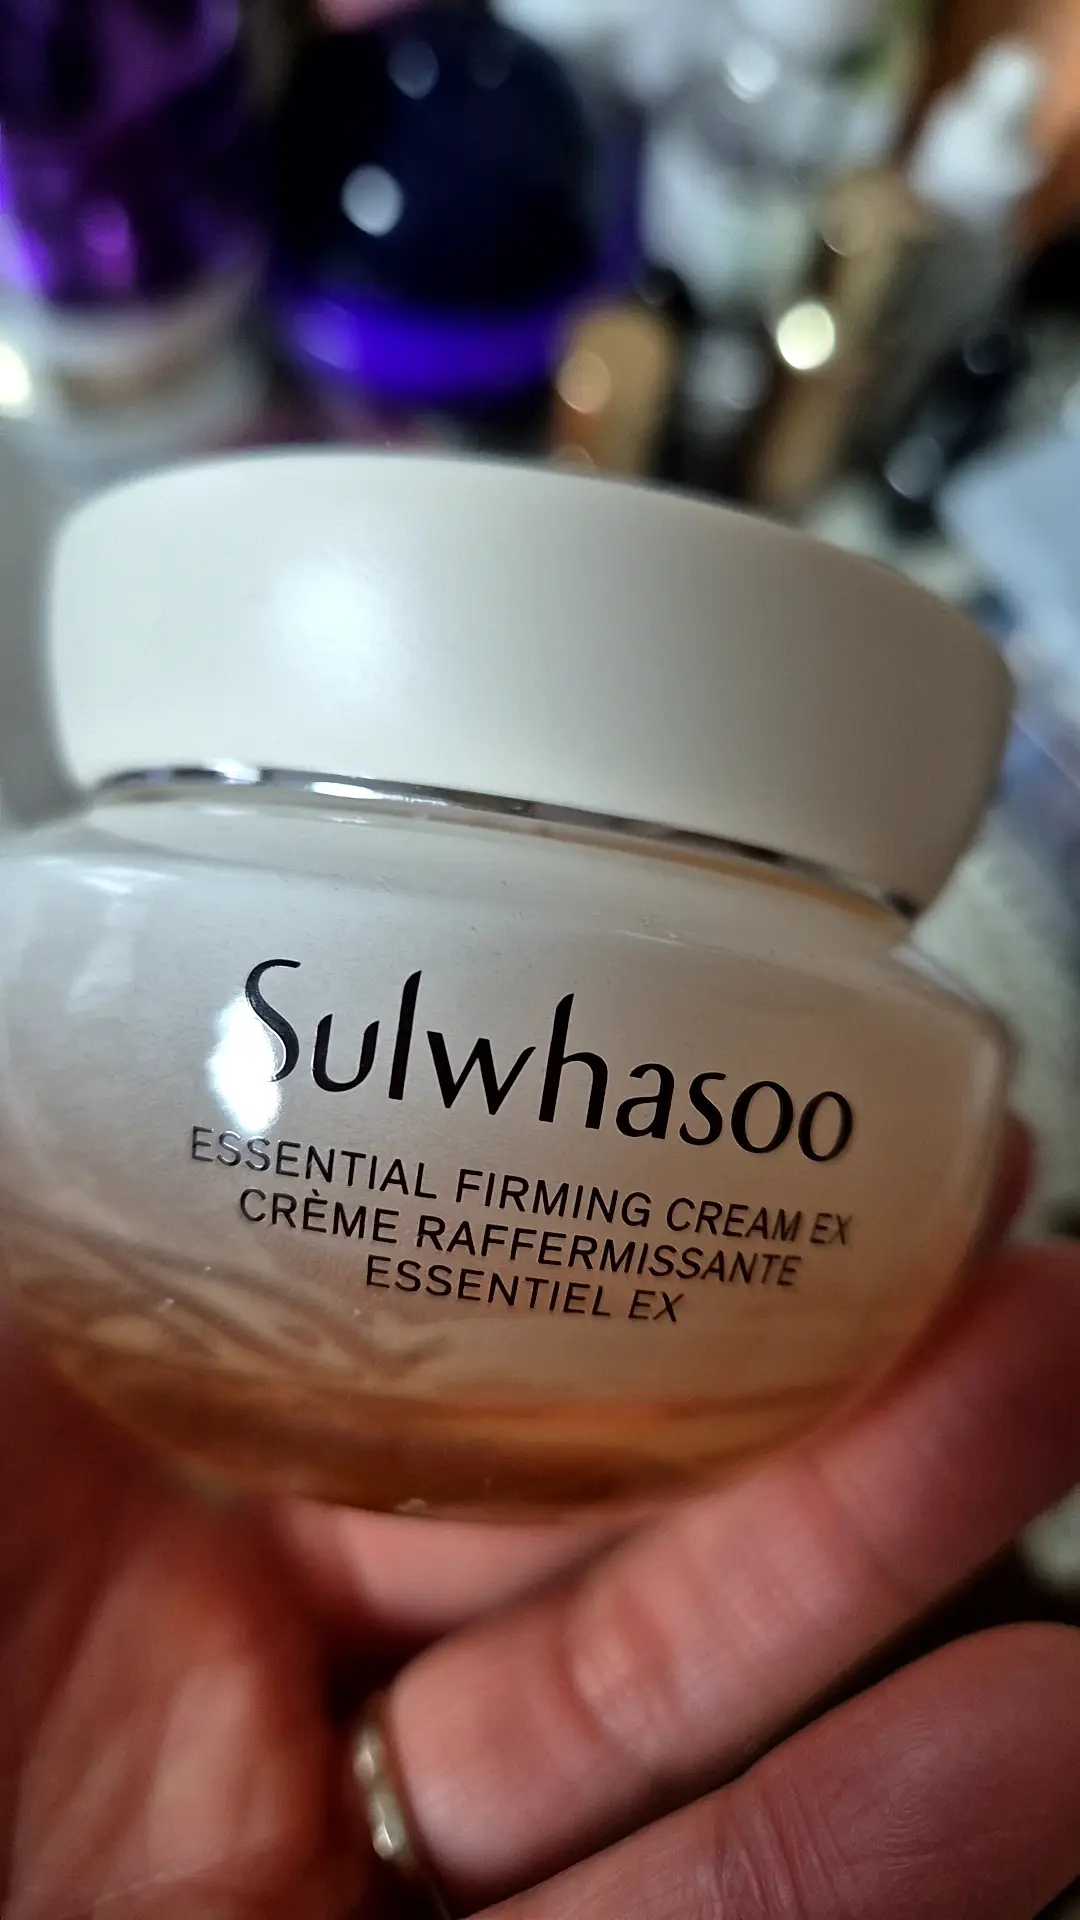 Sulwhasoo
ESSENTIAL FIRMING CREAM EX
CRÈME RAFFERMISSANTE
ESSENTIEL EX